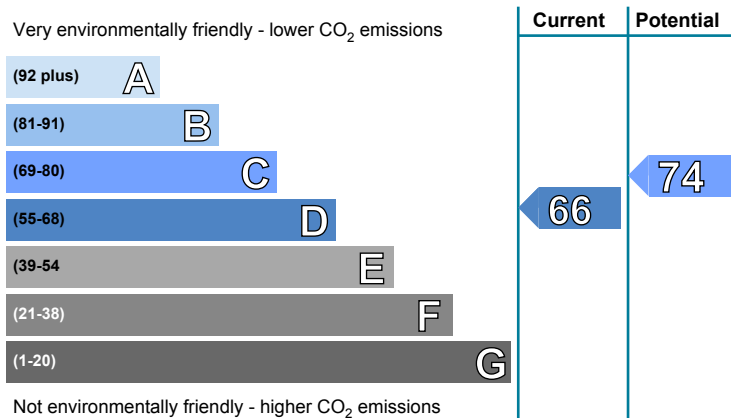 Very environmentally friendly - lower CO2 emissions
Current
Potential
(92 plus) A
(81-91) B
(69-80) C
(55-68) D
(39-54 E
(21-38) F
(1-20) G
66
74
Not environmentally friendly - higher CO2 emissions